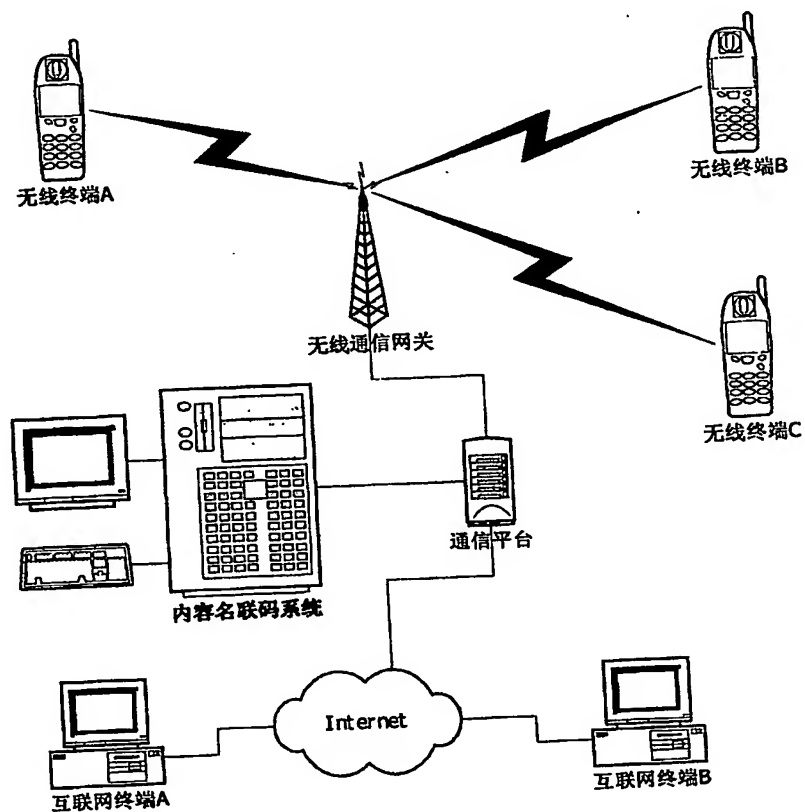 无线终端A
无线终端B
无线通信网关
无线终端C
通信平台
内容名联码系统
Internet
互联网终端A
互联网终端B